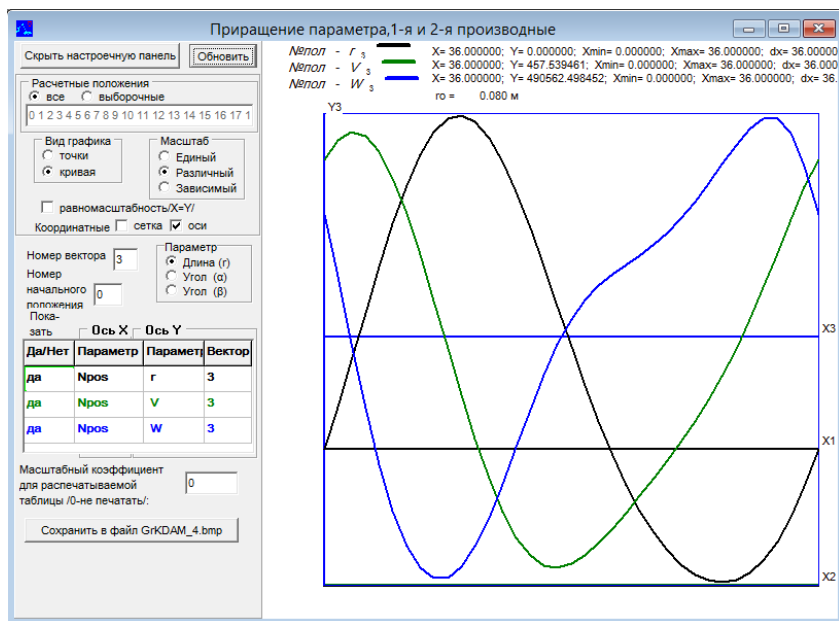 Приращение параметра,1-я и 2-я производные
Скрыть настроечную панель
Обновить
Расчетные положения
все
выборочные
0 1 2 3 4 5 6 7 8 9 10 11 12 13 14 15 16 17 1
Вид графика
точки
кривая
Масштаб
Единый
Различный
Зависимый
равномасштабность/X=Y/
Координатные
сетка
оси
Номер вектора
3
Номер
начального
положения
0
Параметр
Длина (r)
Угол (α)
Угол (β)
Пока-
зать
Ось X
Ось Y
Да/Нет Параметр Параметр Вектор
да Npos r 3
да Npos V 3
да Npos W 3
Масштабный коэффициент
для распечатываемой
таблицы /0-не печатать/:
0
Сохранить в файл GrKDAM_4.bmp
№пол - r 3
X= 36.000000; Y= 0.000000; Xmin= 0.000000; Xmax= 36.000000; dx= 36.00000
№пол - V 3
X= 36.000000; Y= 457.539461; Xmin= 0.000000; Xmax= 36.000000; dx= 36.000
№пол - W 3
X= 36.000000; Y= 490562.498452; Xmin= 0.000000; Xmax= 36.000000; dx= 36.
ro = 0.080 м
Y3
X3
X1
X2